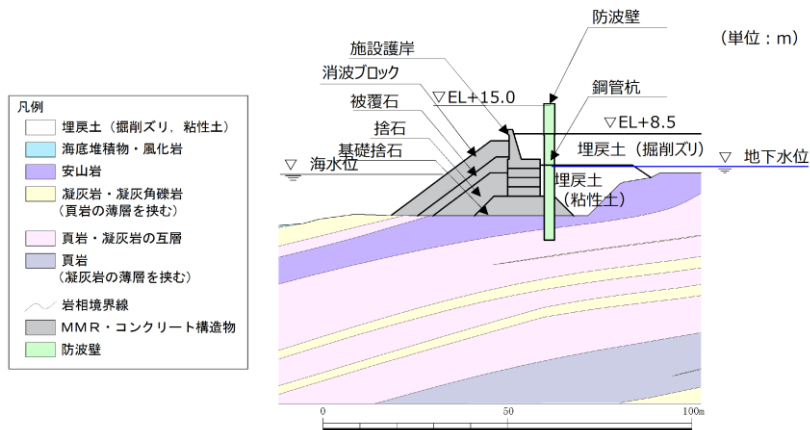 防波壁
(単位：m)
施設護岸
消波ブロック
鋼管杭
被覆石
▽EL+15.0
捨石
▽EL+8.5
基礎捨石
埋戻土（掘削ズリ）
▽ 海水位
▽ 地下水位
埋戻土
（粘性土）
凡例
埋戻土（掘削ズリ，粘性土）
海底堆積物・風化岩
安山岩
凝灰岩・凝灰角礫岩
(頁岩の薄層を挟む)
頁岩・凝灰岩の互層
頁岩
(凝灰岩の薄層を挟む)
岩相境界線
MMR・コンクリート構造物
防波壁
0 50 100m